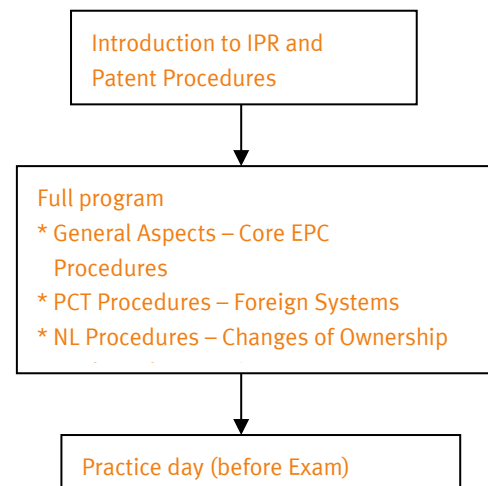 Introduction to IPR and
Patent Procedures
Full program
* General Aspects – Core EPC
Procedures
* PCT Procedures – Foreign Systems
* NL Procedures – Changes of Ownership
Practice day (before Exam)